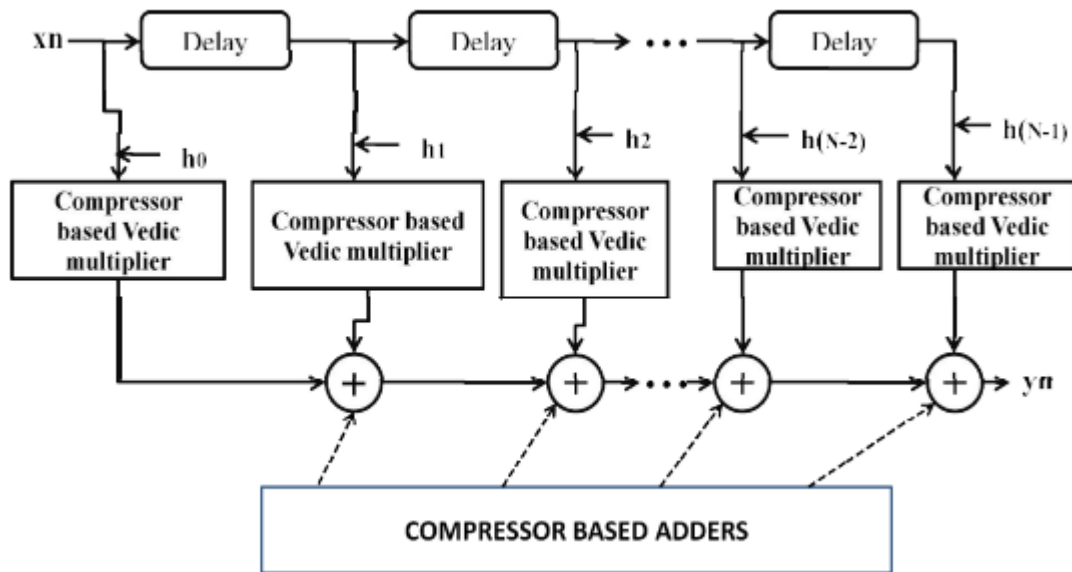 xn
Delay
Delay
Delay
h0
h1
h2
h(N-2)
h(N-1)
Compressor
based Vedic
multiplier
Compressor based
Vedic multiplier
Compressor
based Vedic
multiplier
Compressor
based Vedic
multiplier
Compressor
based Vedic
multiplier
+
+
+
+
yn
COMPRESSOR BASED ADDERS